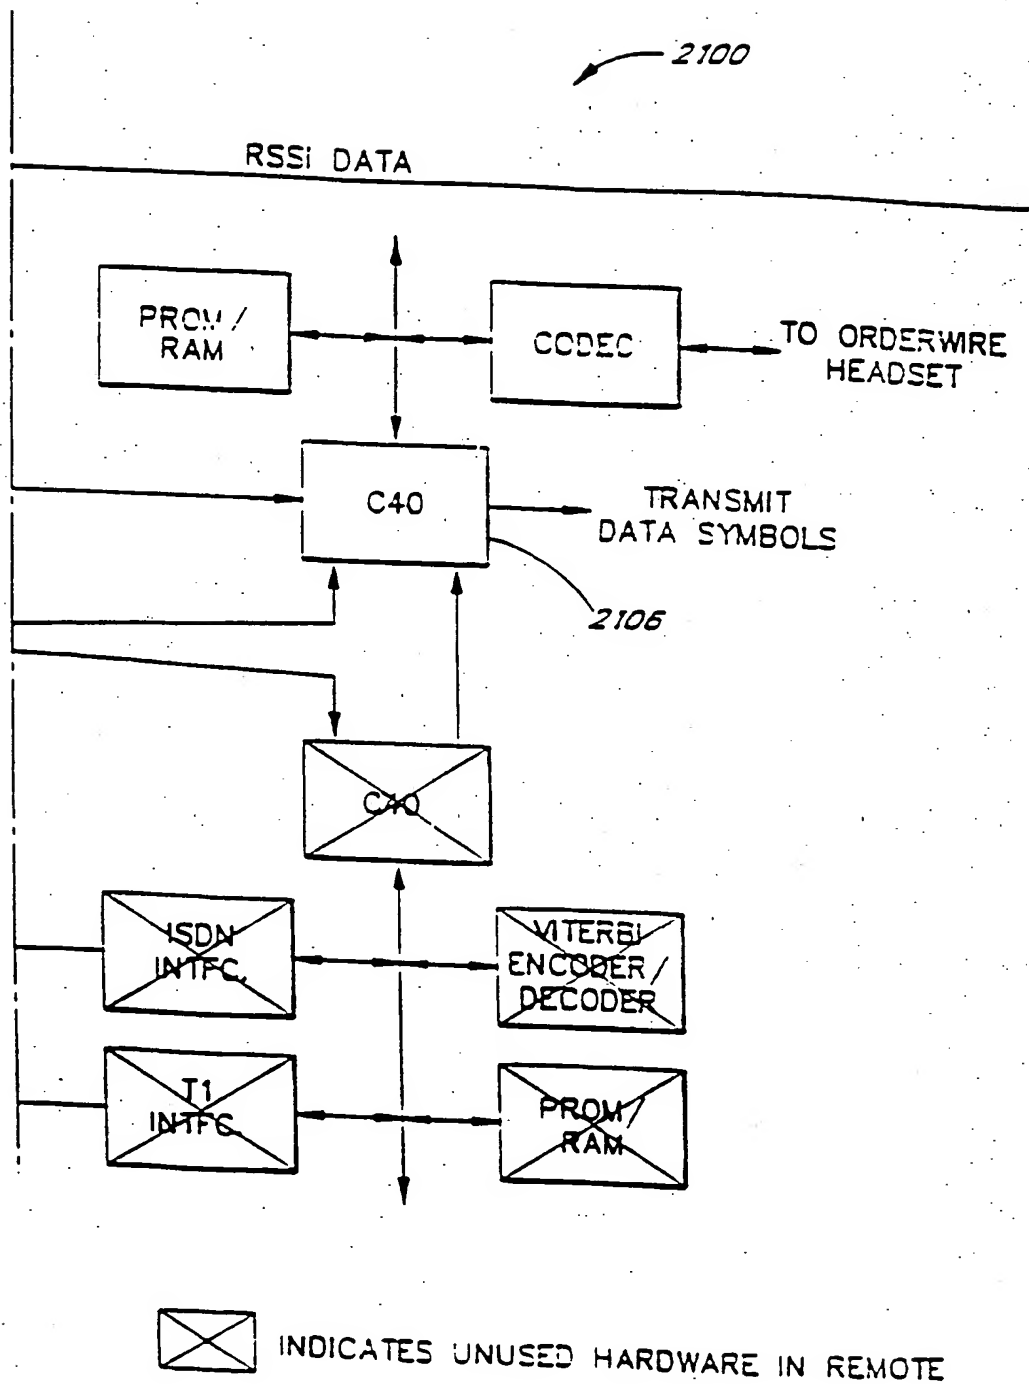 2100
RSSI DATA
PROM /
RAM
CODEC
TO ORDERWIRE
HEADSET
C40
TRANSMIT
DATA SYMBOLS
2106
C40
ISDN
INTFC.
VITERBI
ENCODER /
DECODER
T1
INTFC.
PROM /
RAM
INDICATES UNUSED HARDWARE IN REMOTE